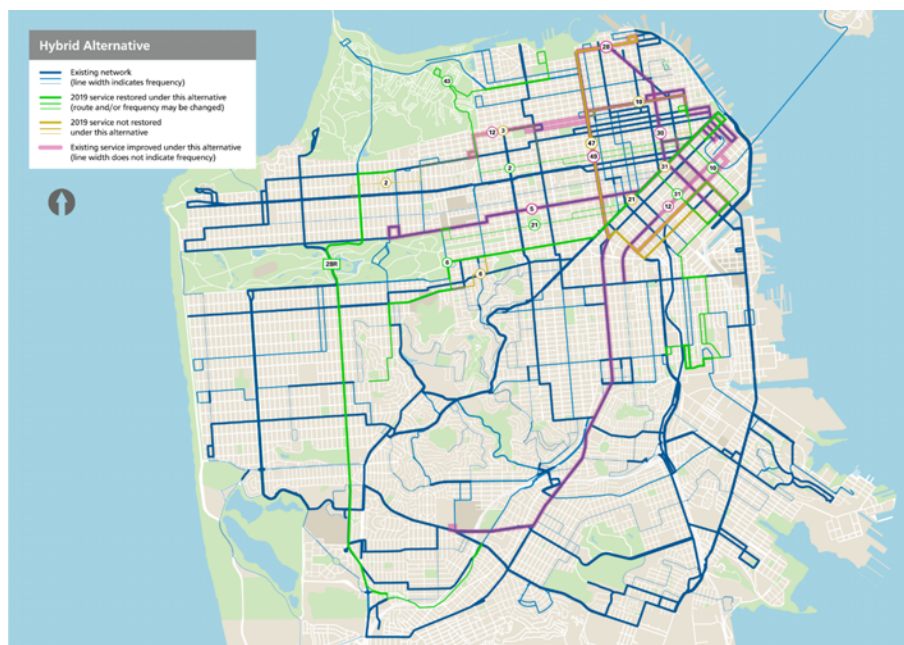 Hybrid Alternative
Existing network
(line width indicates frequency)
2019 service restored under this alternative
(route and/or frequency may be changed)
2019 service not restored
under this alternative
Existing service improved under this alternative
(line width does not indicate frequency)
28
43
10
12
3
47
30
49
31
2
2
10
31
21
12
5
21
28R
6
6